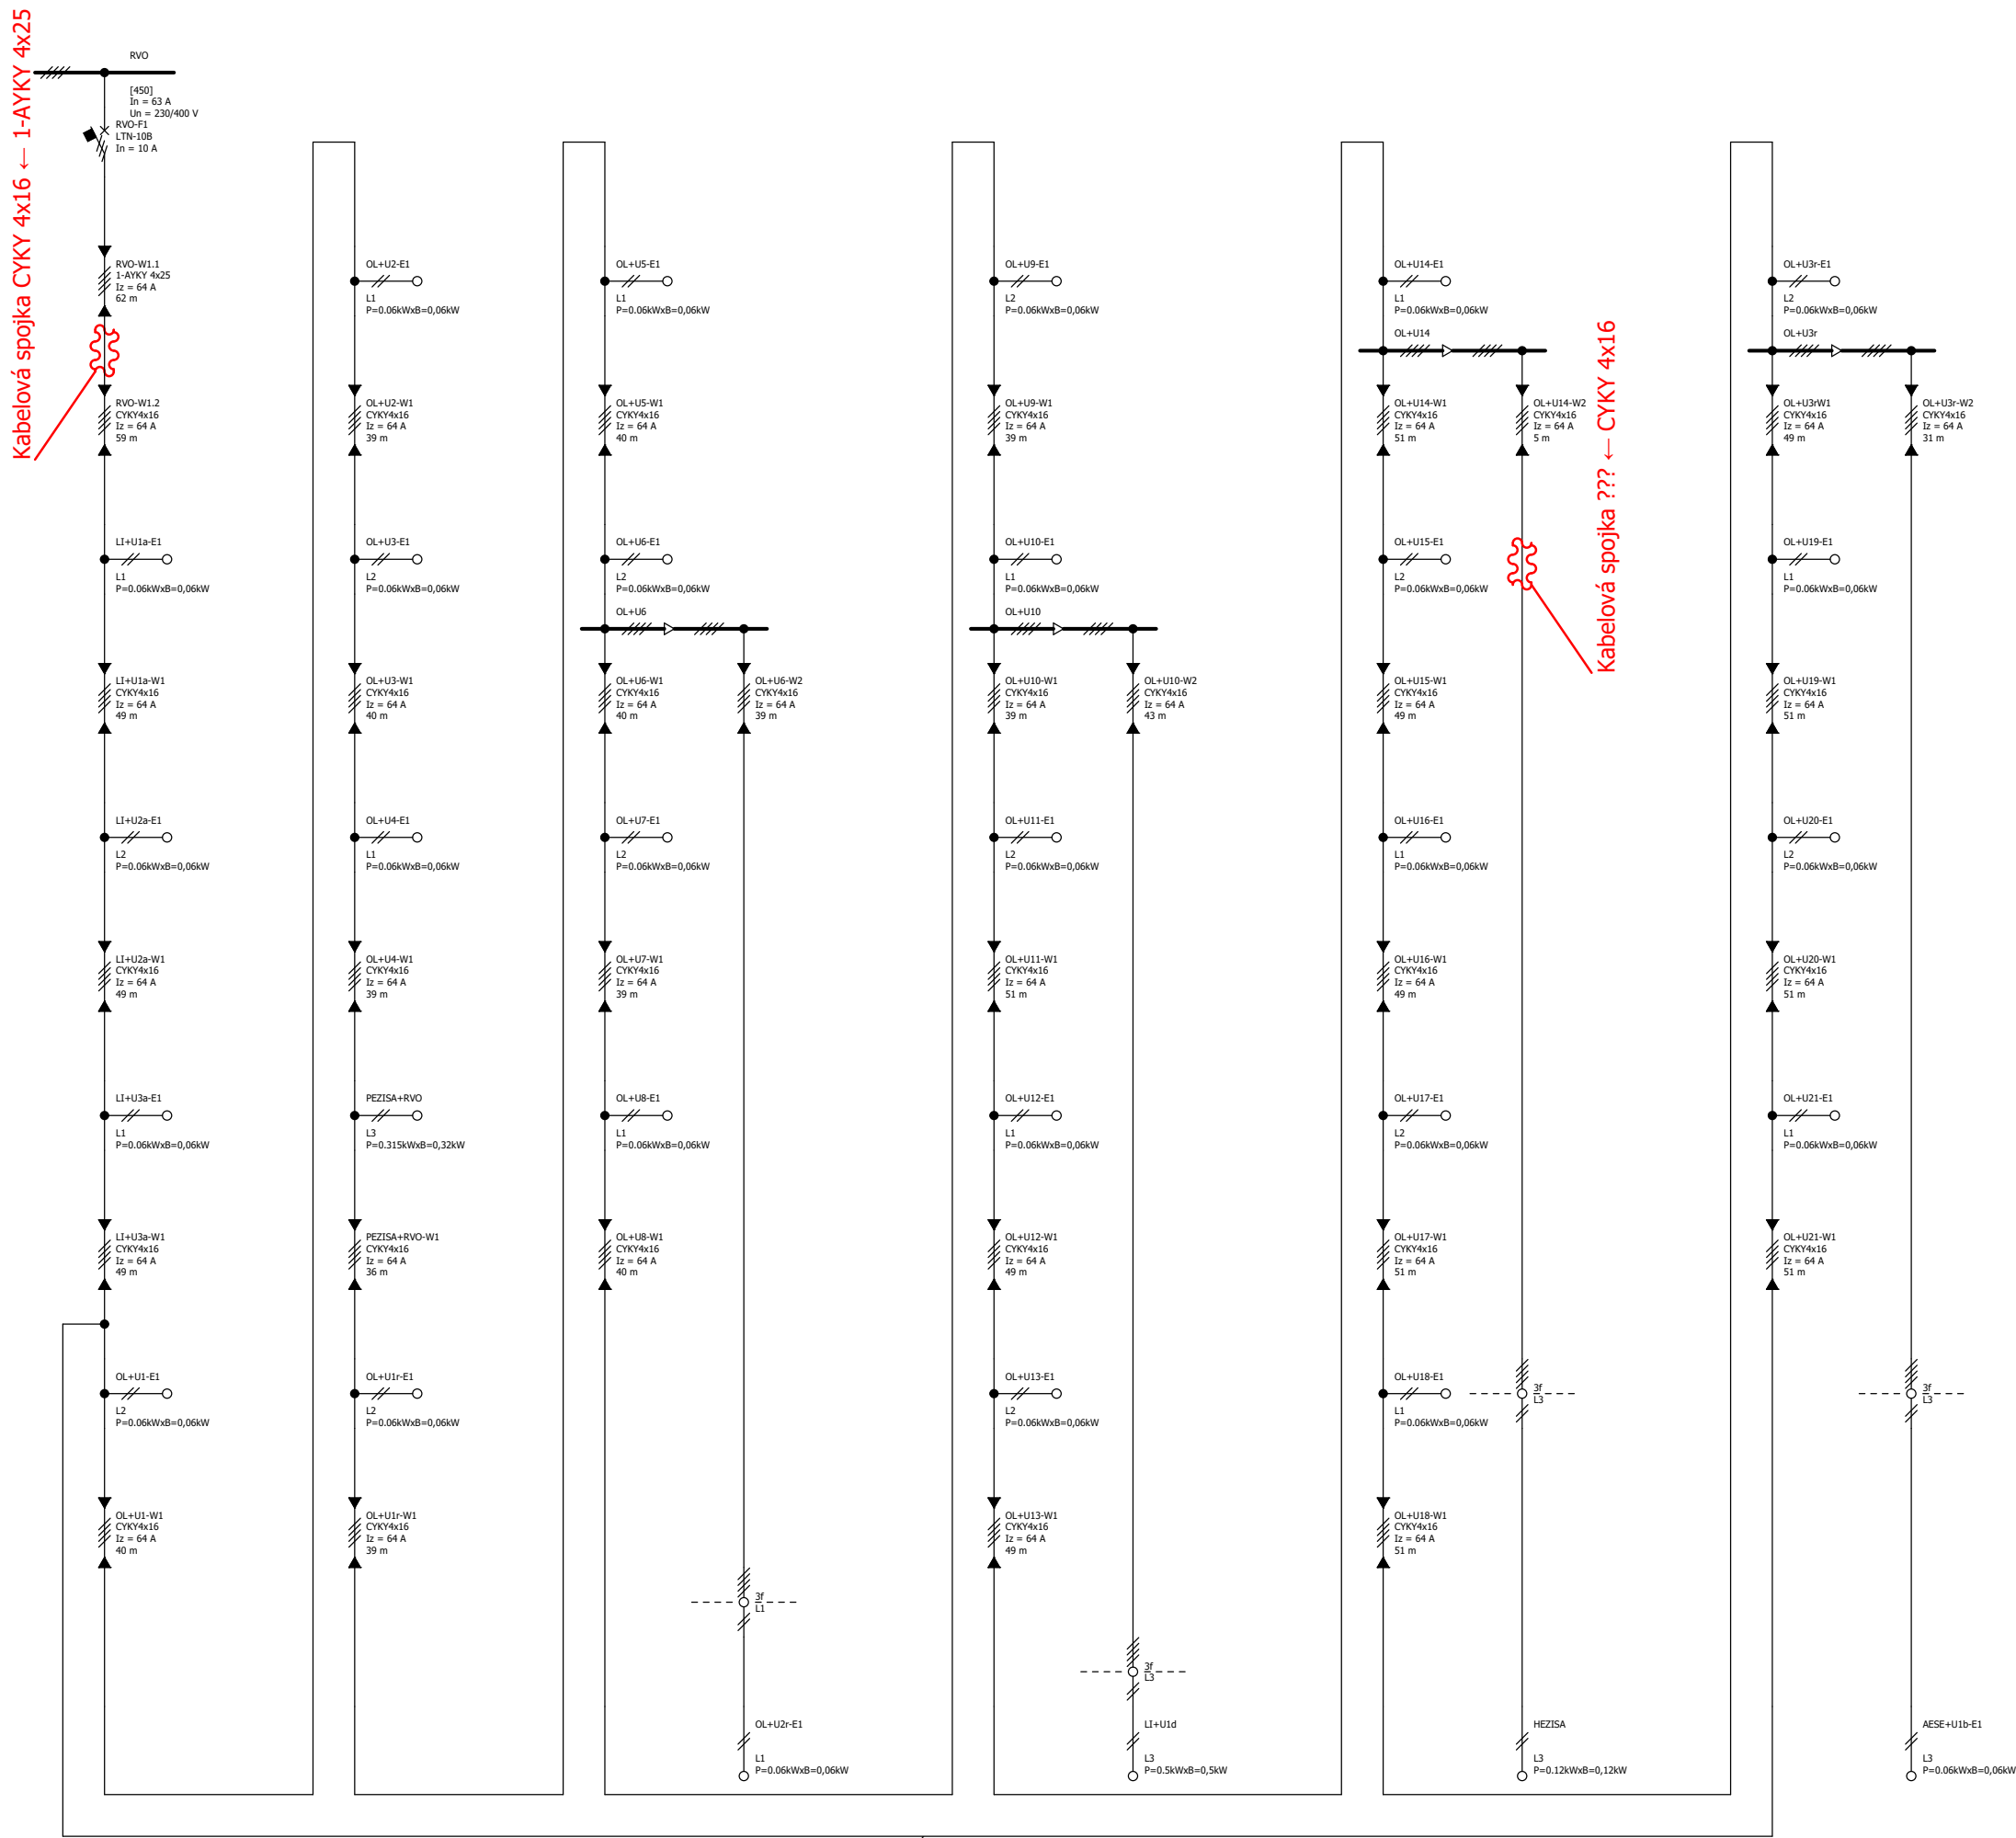 Kabelová spojka CYKY 4x16 ← 1-AYKY 4x25
RVO
[450]
In = 63 A
Un = 230/400 V
RVO-F1
LTN-10B
In = 10 A
RVO-W1.1
1-AYKY 4x25
Iz = 64 A
62 m
RVO-W1.2
CYKY4x16
Iz = 64 A
59 m
LI+U1a-E1
L1
P=0.06kWxB=0,06kW
LI+U1a-W1
CYKY4x16
Iz = 64 A
49 m
LI+U2a-E1
L2
P=0.06kWxB=0,06kW
LI+U2a-W1
CYKY4x16
Iz = 64 A
49 m
LI+U3a-E1
L1
P=0.06kWxB=0,06kW
LI+U3a-W1
CYKY4x16
Iz = 64 A
49 m
OL+U1-E1
L2
P=0.06kWxB=0,06kW
OL+U1-W1
CYKY4x16
Iz = 64 A
40 m
OL+U2-E1
L1
P=0.06kWxB=0,06kW
OL+U2-W1
CYKY4x16
Iz = 64 A
39 m
OL+U3-E1
L2
P=0.06kWxB=0,06kW
OL+U3-W1
CYKY4x16
Iz = 64 A
40 m
OL+U4-E1
L1
P=0.06kWxB=0,06kW
OL+U4-W1
CYKY4x16
Iz = 64 A
39 m
PEZISA+RVO
L3
P=0.315kWxB=0,32kW
PEZISA+RVO-W1
CYKY4x16
Iz = 64 A
36 m
OL+U1r-E1
L2
P=0.06kWxB=0,06kW
OL+U1r-W1
CYKY4x16
Iz = 64 A
39 m
OL+U5-E1
L1
P=0.06kWxB=0,06kW
OL+U5-W1
CYKY4x16
Iz = 64 A
40 m
OL+U6-E1
L2
P=0.06kWxB=0,06kW
OL+U6
OL+U6-W1
CYKY4x16
Iz = 64 A
40 m
OL+U6-W2
CYKY4x16
Iz = 64 A
39 m
OL+U7-E1
L2
P=0.06kWxB=0,06kW
OL+U7-W1
CYKY4x16
Iz = 64 A
39 m
OL+U8-E1
L1
P=0.06kWxB=0,06kW
OL+U8-W1
CYKY4x16
Iz = 64 A
40 m
3f
L1
OL+U2r-E1
L1
P=0.06kWxB=0,06kW
OL+U9-E1
L2
P=0.06kWxB=0,06kW
OL+U9-W1
CYKY4x16
Iz = 64 A
39 m
OL+U10-E1
L1
P=0.06kWxB=0,06kW
OL+U10
OL+U10-W1
CYKY4x16
Iz = 64 A
39 m
OL+U10-W2
CYKY4x16
Iz = 64 A
43 m
OL+U11-E1
L2
P=0.06kWxB=0,06kW
OL+U11-W1
CYKY4x16
Iz = 64 A
51 m
OL+U12-E1
L1
P=0.06kWxB=0,06kW
OL+U12-W1
CYKY4x16
Iz = 64 A
49 m
OL+U13-E1
L2
P=0.06kWxB=0,06kW
OL+U13-W1
CYKY4x16
Iz = 64 A
49 m
3f
L3
LI+U1d
L3
P=0.5kWxB=0,5kW
OL+U14-E1
L1
P=0.06kWxB=0,06kW
OL+U14
OL+U14-W1
CYKY4x16
Iz = 64 A
51 m
OL+U14-W2
CYKY4x16
Iz = 64 A
5 m
Kabelová spojka ??? ← CYKY 4x16
OL+U15-E1
L2
P=0.06kWxB=0,06kW
OL+U15-W1
CYKY4x16
Iz = 64 A
49 m
OL+U16-E1
L1
P=0.06kWxB=0,06kW
OL+U16-W1
CYKY4x16
Iz = 64 A
49 m
OL+U17-E1
L2
P=0.06kWxB=0,06kW
OL+U17-W1
CYKY4x16
Iz = 64 A
51 m
OL+U18-E1
L1
P=0.06kWxB=0,06kW
OL+U18-W1
CYKY4x16
Iz = 64 A
51 m
3f
L3
HEZISA
L3
P=0.12kWxB=0,12kW
OL+U3r-E1
L2
P=0.06kWxB=0,06kW
OL+U3r
OL+U3rW1
CYKY4x16
Iz = 64 A
49 m
OL+U3r-W2
CYKY4x16
Iz = 64 A
31 m
OL+U19-E1
L1
P=0.06kWxB=0,06kW
OL+U19-W1
CYKY4x16
Iz = 64 A
51 m
OL+U20-E1
L2
P=0.06kWxB=0,06kW
OL+U20-W1
CYKY4x16
Iz = 64 A
51 m
OL+U21-E1
L1
P=0.06kWxB=0,06kW
OL+U21-W1
CYKY4x16
Iz = 64 A
51 m
3f
L3
AESE+U1b-E1
L3
P=0.06kWxB=0,06kW